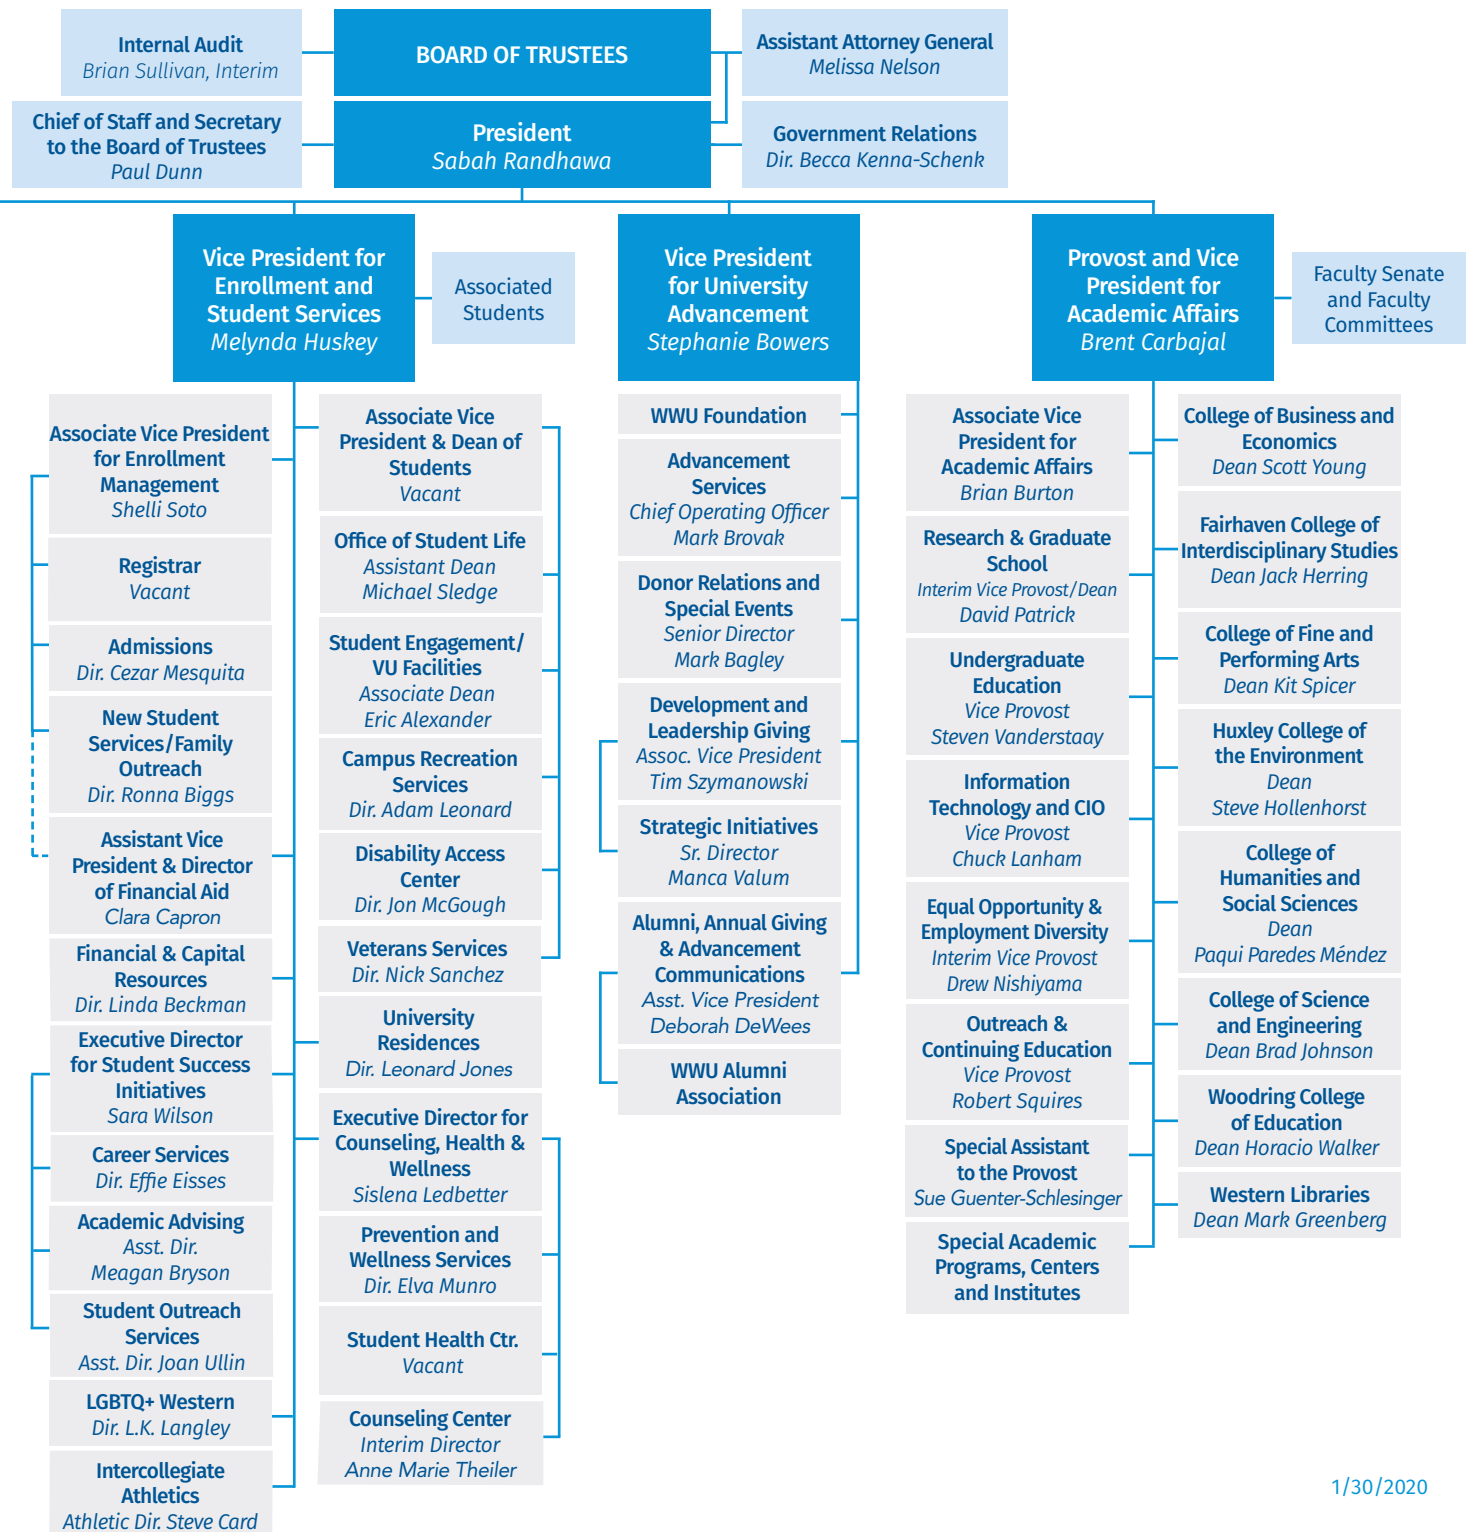 Internal Audit
Brian Sullivan, Interim
BOARD OF TRUSTEES
Assistant Attorney General
Melissa Nelson
Chief of Staff and Secretary
to the Board of Trustees
Paul Dunn
President
Sabah Randhawa
Government Relations
Dir. Becca Kenna-Schenk
Vice President for
Enrollment and
Student Services
Melynda Huskey
Associated
Students
Vice President
for University
Advancement
Stephanie Bowers
Provost and Vice
President for
Academic Affairs
Brent Carbajal
Faculty Senate
and Faculty
Committees
Associate Vice President
for Enrollment
Management
Shelli Soto
Registrar
Vacant
Admissions
Dir. Cezar Mesquita
New Student
Services/Family
Outreach
Dir. Ronna Biggs
Assistant Vice
President & Director
of Financial Aid
Clara Capron
Financial & Capital
Resources
Dir. Linda Beckman
Executive Director
for Student Success
Initiatives
Sara Wilson
Career Services
Dir. Effie Eisses
Academic Advising
Asst. Dir.
Meagan Bryson
Student Outreach
Services
Asst. Dir. Joan Ullin
LGBTQ+ Western
Dir. L.K. Langley
Intercollegiate
Athletics
Athletic Dir. Steve Card
Associate Vice
President & Dean of
Students
Vacant
Office of Student Life
Assistant Dean
Michael Sledge
Student Engagement/
VU Facilities
Associate Dean
Eric Alexander
Campus Recreation
Services
Dir. Adam Leonard
Disability Access
Center
Dir. Jon McGough
Veterans Services
Dir. Nick Sanchez
University
Residences
Dir. Leonard Jones
Executive Director for
Counseling, Health &
Wellness
Sislena Ledbetter
Prevention and
Wellness Services
Dir. Elva Munro
Student Health Ctr.
Vacant
Counseling Center
Interim Director
Anne Marie Theiler
WWU Foundation
Advancement
Services
Chief Operating Officer
Mark Brovak
Donor Relations and
Special Events
Senior Director
Mark Bagley
Development and
Leadership Giving
Assoc. Vice President
Tim Szymanowski
Strategic Initiatives
Sr. Director
Manca Valum
Alumni, Annual Giving
& Advancement
Communications
Asst. Vice President
Deborah DeWees
WWU Alumni
Association
Associate Vice
President for
Academic Affairs
Brian Burton
Research & Graduate
School
Interim Vice Provost/Dean
David Patrick
Undergraduate
Education
Vice Provost
Steven Vanderstaay
Information
Technology and CIO
Vice Provost
Chuck Lanham
Equal Opportunity &
Employment Diversity
Interim Vice Provost
Drew Nishiyama
Outreach &
Continuing Education
Vice Provost
Robert Squires
Special Assistant
to the Provost
Sue Guenter-Schlesinger
Special Academic
Programs, Centers
and Institutes
College of Business and
Economics
Dean Scott Young
Fairhaven College of
Interdisciplinary Studies
Dean Jack Herring
College of Fine and
Performing Arts
Dean Kit Spicer
Huxley College of
the Environment
Dean
Steve Hollenhorst
College of
Humanities and
Social Sciences
Dean
Paqui Paredes Méndez
College of Science
and Engineering
Dean Brad Johnson
Woodring College
of Education
Dean Horacio Walker
Western Libraries
Dean Mark Greenberg
1/30/2020